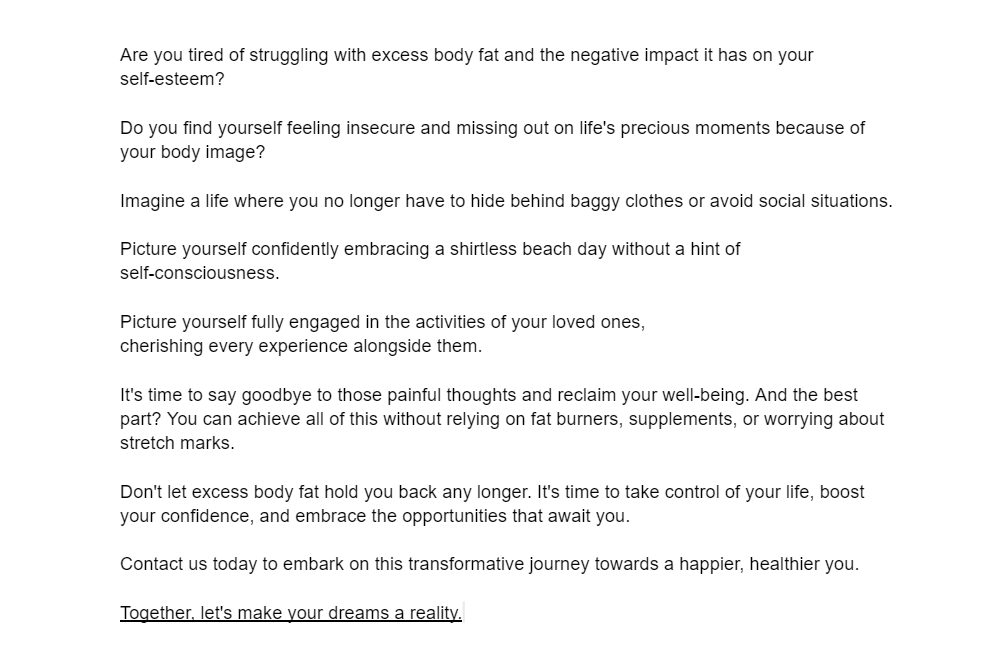 Are you tired of struggling with excess body fat and the negative impact it has on your
self-esteem?
Do you find yourself feeling insecure and missing out on life's precious moments because of
your body image?
Imagine a life where you no longer have to hide behind baggy clothes or avoid social situations.
Picture yourself confidently embracing a shirtless beach day without a hint of
self-consciousness.
Picture yourself fully engaged in the activities of your loved ones,
cherishing every experience alongside them.
It's time to say goodbye to those painful thoughts and reclaim your well-being. And the best
part? You can achieve all of this without relying on fat burners, supplements, or worrying about
stretch marks.
Don't let excess body fat hold you back any longer. It's time to take control of your life, boost
your confidence, and embrace the opportunities that await you.
Contact us today to embark on this transformative journey towards a happier, healthier you.
Together, let's make your dreams a reality.